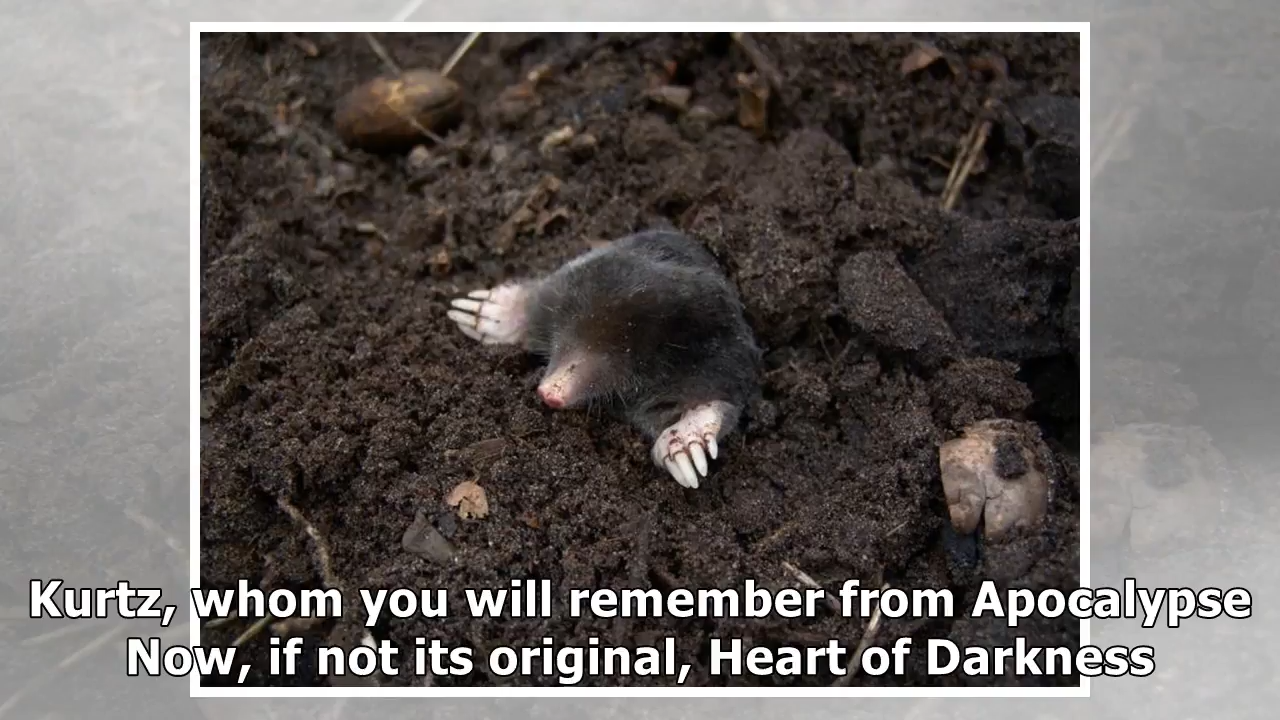 Kurtz, whom you will remember from Apocalypse
Now, if not its original, Heart of Darkness